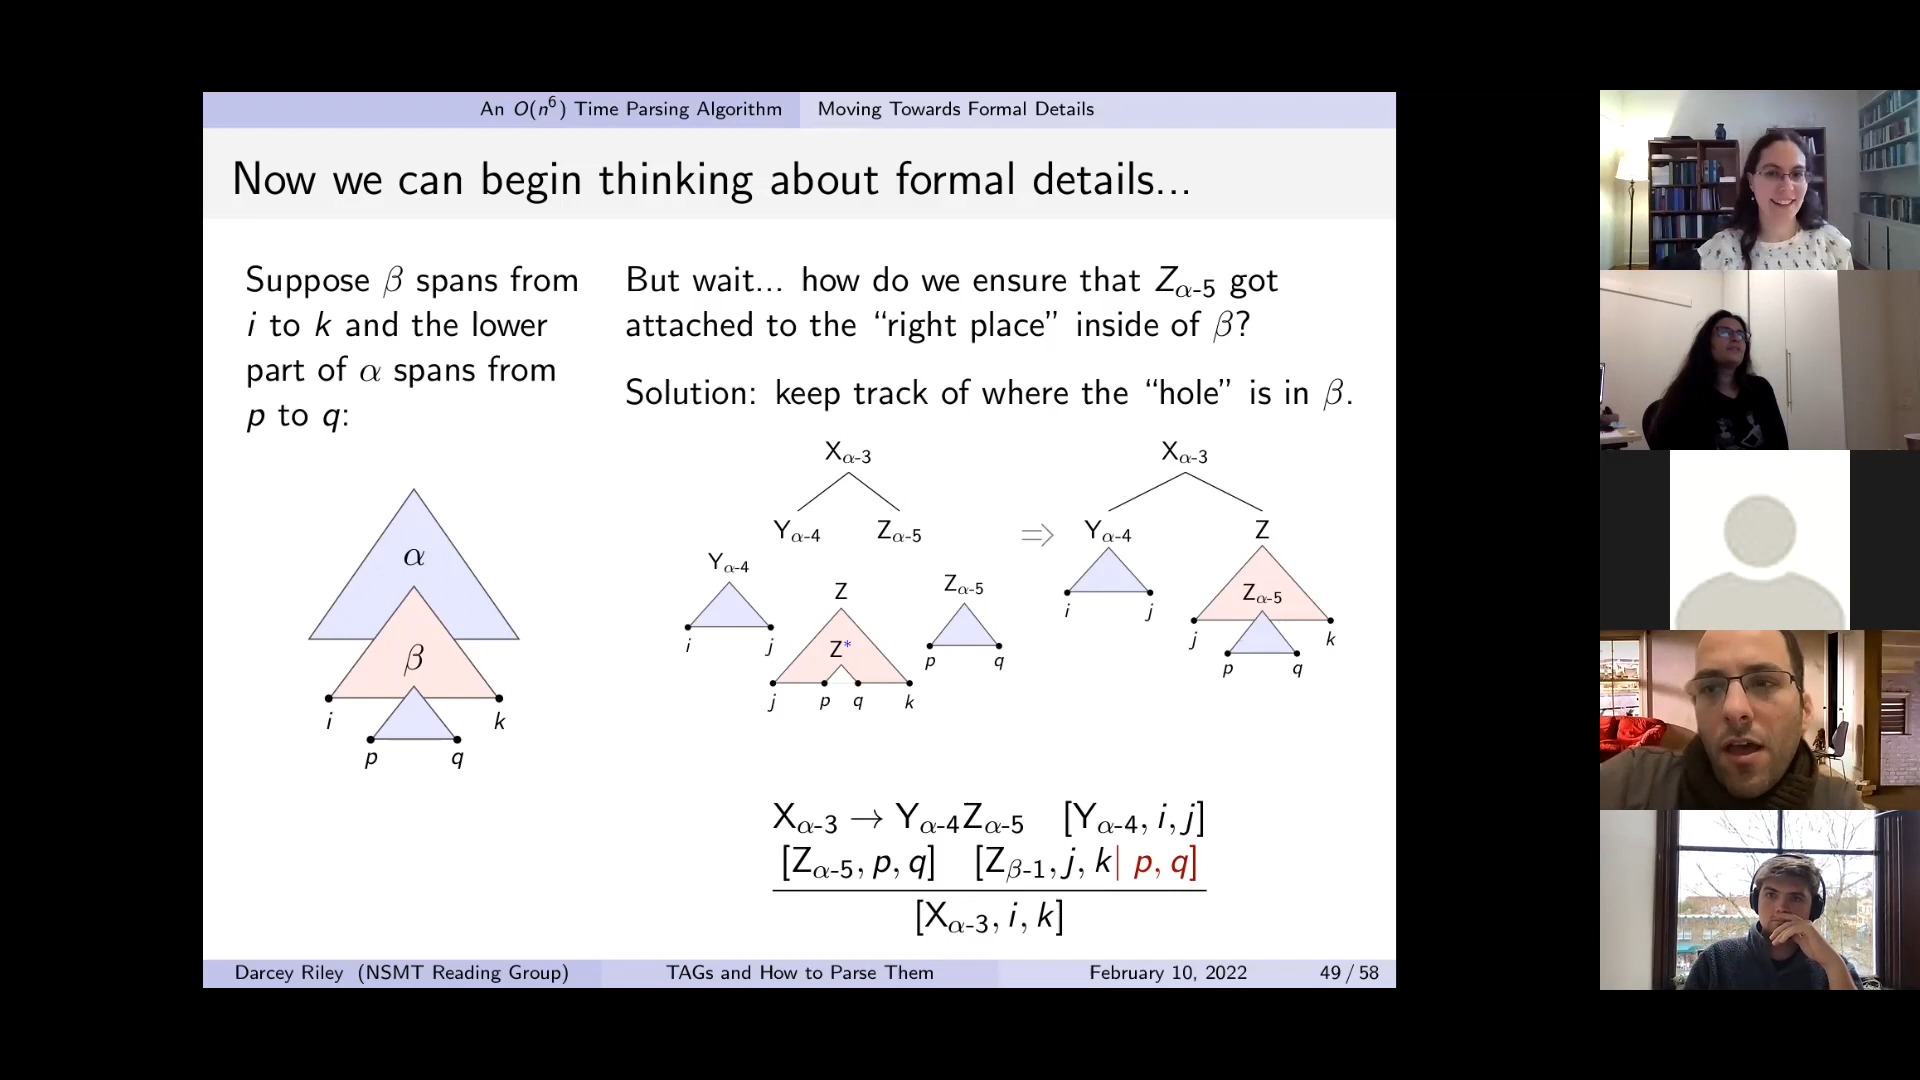 An O(n⁶) Time Parsing Algorithm Moving Towards Formal Details
Now we can begin thinking about formal details...
Suppose β spans from
i to k and the lower
part of α spans from
p to q:
α
β
i k
p q
But wait... how do we ensure that Z_α-5 got
attached to the “right place” inside of β?
Solution: keep track of where the “hole” is in β.
X_α-3
Y_α-4 Z_α-5
Y_α-4
i j
Z
Z*
j p q k
Z_α-5
p q
⇒
X_α-3
Y_α-4 Z
i j
Z_α-5
j k
p q
X_α-3 → Y_α-4 Z_α-5 [Y_α-4, i, j]
[Z_α-5, p, q] [Z_β-1, j, k| p, q]
[X_α-3, i, k]
Darcey Riley (NSMT Reading Group) TAGs and How to Parse Them February 10, 2022 49 / 58